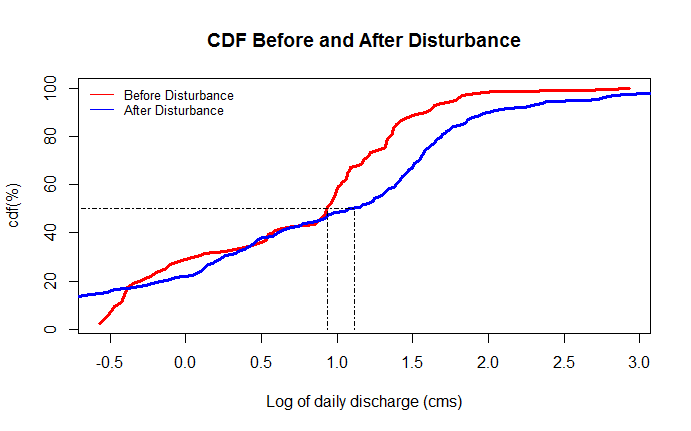 CDF Before and After Disturbance
Before Disturbance
After Disturbance
cdf(%)
100
80
60
40
20
0
-0.5 0.0 0.5 1.0 1.5 2.0 2.5 3.0
Log of daily discharge (cms)